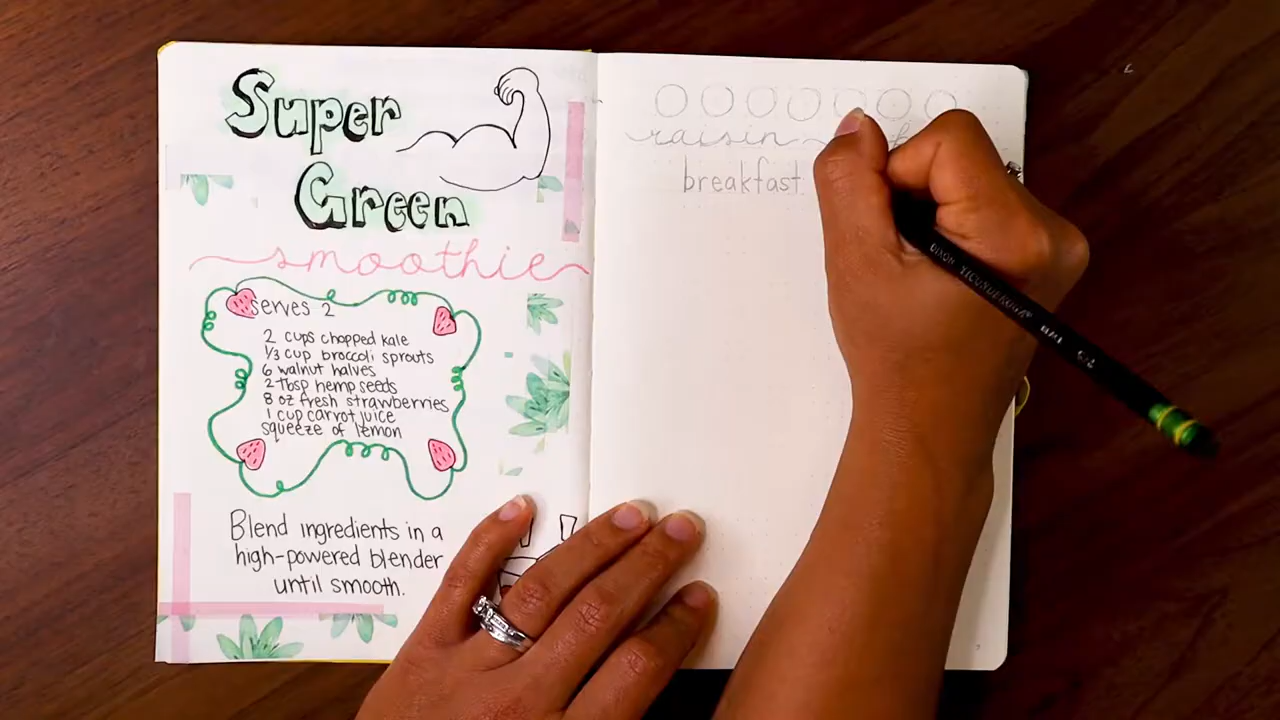 Super
Green
smoothie
serves 2
2 cups chopped kale
1/3 cup broccoli sprouts
6 walnut halves
2 tbsp hemp seeds
8 oz fresh strawberries
1 cup carrot juice
squeeze of lemon
Blend ingredients in a
high-powered blender
until smooth.
raisin
breakfast
DIXON TICONDEROGA